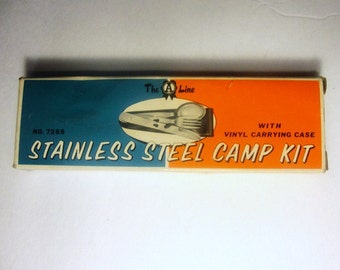 The A Line
WITH
NO. 7288 VINYL CARRYING CASE
STAINLESS STEEL CAMP KIT